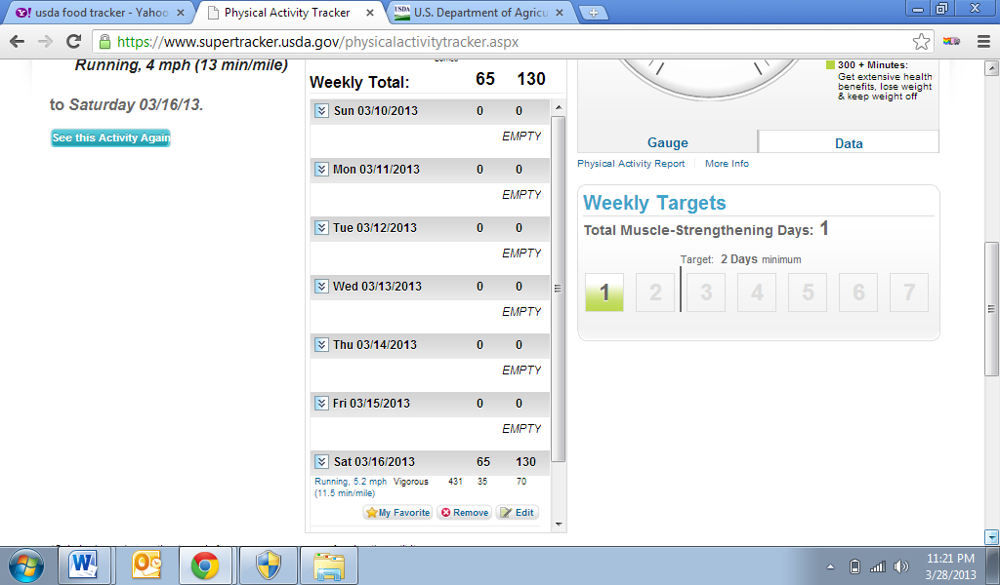 usda food tracker - Yahoo
Physical Activity Tracker
U.S. Department of Agricu
https://www.supertracker.usda.gov/physicalactivitytracker.aspx
Running, 4 mph (13 min/mile)
to Saturday 03/16/13.
See this Activity Again
Weekly Total: 65 130
Sun 03/10/2013 0 0
EMPTY
Mon 03/11/2013 0 0
EMPTY
Tue 03/12/2013 0 0
EMPTY
Wed 03/13/2013 0 0
EMPTY
Thu 03/14/2013 0 0
EMPTY
Fri 03/15/2013 0 0
EMPTY
Sat 03/16/2013 65 130
Running, 5.2 mph Vigorous 431 35 70
(11.5 min/mile)
My Favorite Remove Edit
300 + Minutes:
Get extensive health
benefits, lose weight
& keep weight off
Gauge Data
Physical Activity Report More Info
Weekly Targets
Total Muscle-Strengthening Days: 1
Target: 2 Days minimum
1 2 3 4 5 6 7
11:21 PM
3/28/2013